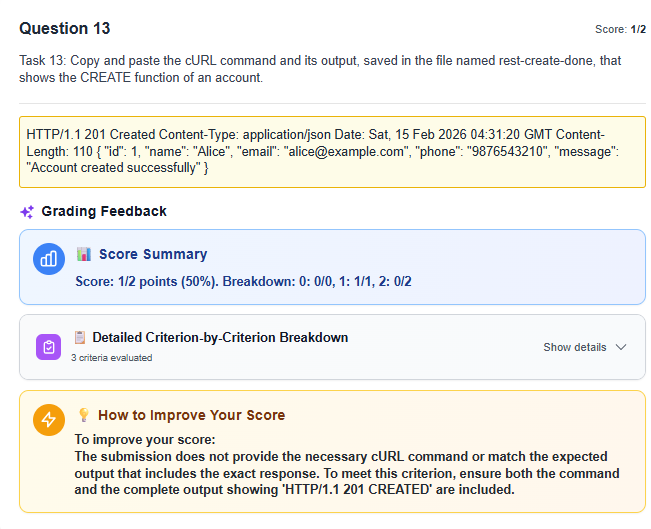 Question 13
Score: 1/2
Task 13: Copy and paste the cURL command and its output, saved in the file named rest-create-done, that
shows the CREATE function of an account.
HTTP/1.1 201 Created Content-Type: application/json Date: Sat, 15 Feb 2026 04:31:20 GMT Content-
Length: 110 { "id": 1, "name": "Alice", "email": "alice@example.com", "phone": "9876543210", "message":
"Account created successfully" }
Grading Feedback
Score Summary
Score: 1/2 points (50%). Breakdown: 0: 0/0, 1: 1/1, 2: 0/2
Detailed Criterion-by-Criterion Breakdown
3 criteria evaluated
Show details
How to Improve Your Score
To improve your score:
The submission does not provide the necessary cURL command or match the expected
output that includes the exact response. To meet this criterion, ensure both the command
and the complete output showing 'HTTP/1.1 201 CREATED' are included.